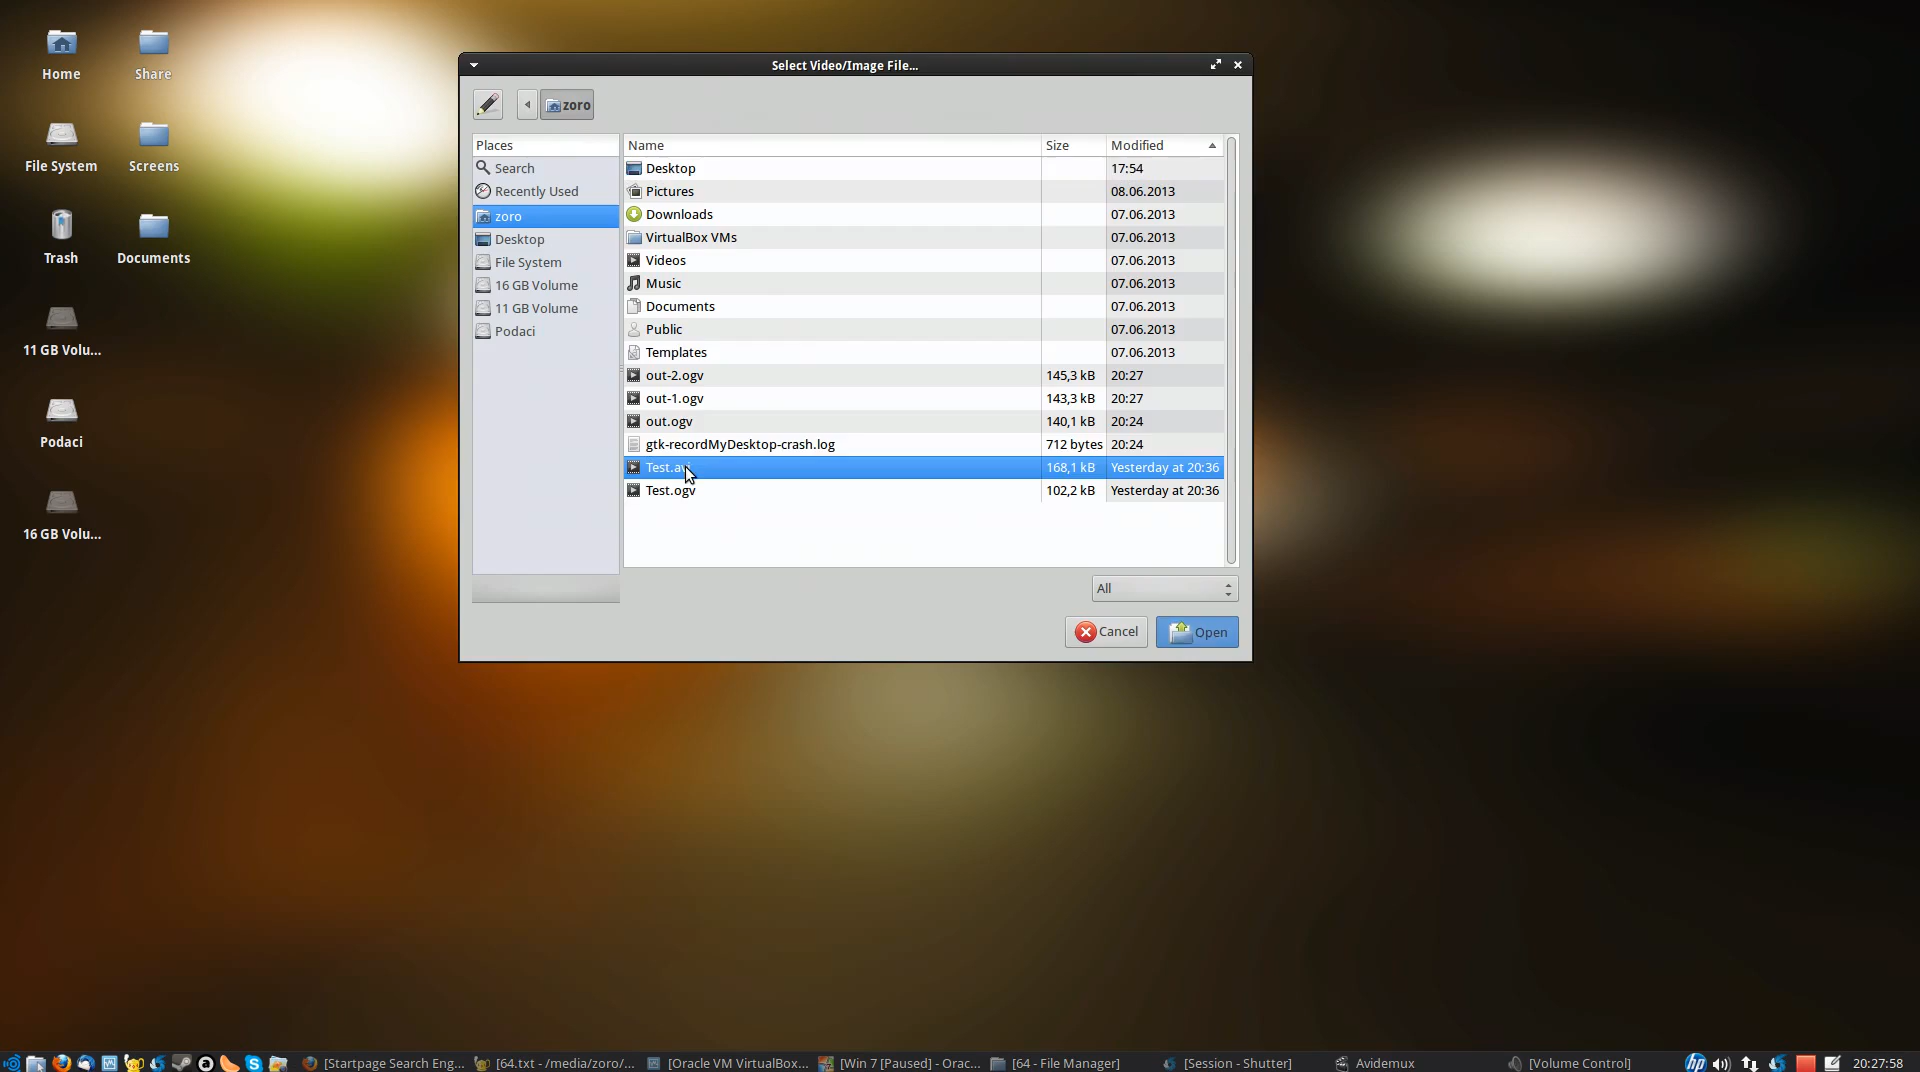 Home
Share
File System
Screens
Trash
Documents
11 GB Volu...
Podaci
16 GB Volu...
Select Video/Image File...
zoro
Places
Search
Recently Used
zoro
Desktop
File System
16 GB Volume
11 GB Volume
Podaci
Name Size Modified
Desktop 17:54
Pictures 08.06.2013
Downloads 07.06.2013
VirtualBox VMs 07.06.2013
Videos 07.06.2013
Music 07.06.2013
Documents 07.06.2013
Public 07.06.2013
Templates 07.06.2013
out-2.ogv 145,3 kB 20:27
out-1.ogv 143,3 kB 20:27
out.ogv 140,1 kB 20:24
gtk-recordMyDesktop-crash.log 712 bytes 20:24
Test.avi 168,1 kB Yesterday at 20:36
Test.ogv 102,2 kB Yesterday at 20:36
All
Cancel
Open
[Startpage Search Eng... [64.txt - /media/zoro/... [Oracle VM VirtualBox... [Win 7 [Paused] - Orac... [64 - File Manager] [Session - Shutter] Avidemux [Volume Control] 20:27:58